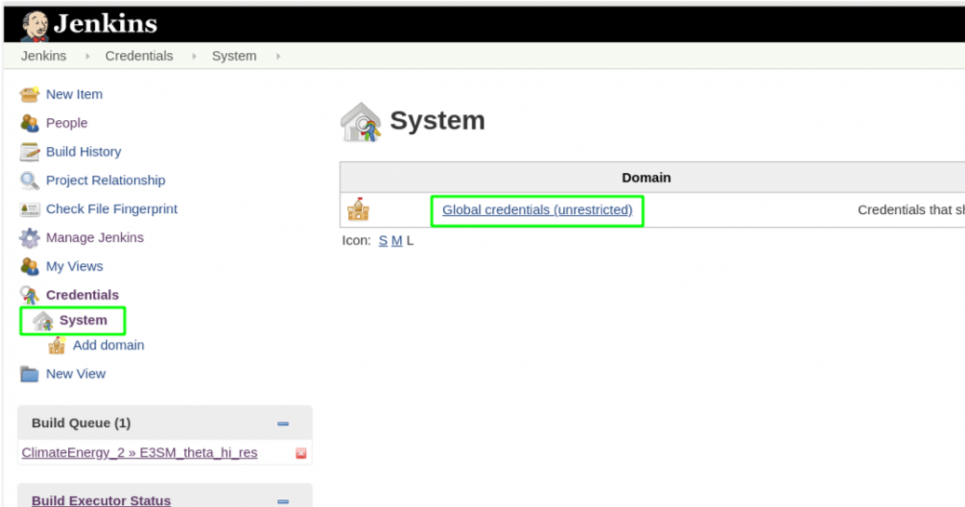 Jenkins
Jenkins Credentials System
New Item
People
Build History
Project Relationship
Check File Fingerprint
Manage Jenkins
My Views
Credentials
System
Add domain
New View
Build Queue (1)
ClimateEnergy_2 » E3SM_theta_hi_res
Build Executor Status
System
Domain
Global credentials (unrestricted) Credentials that sh
Icon: S M L